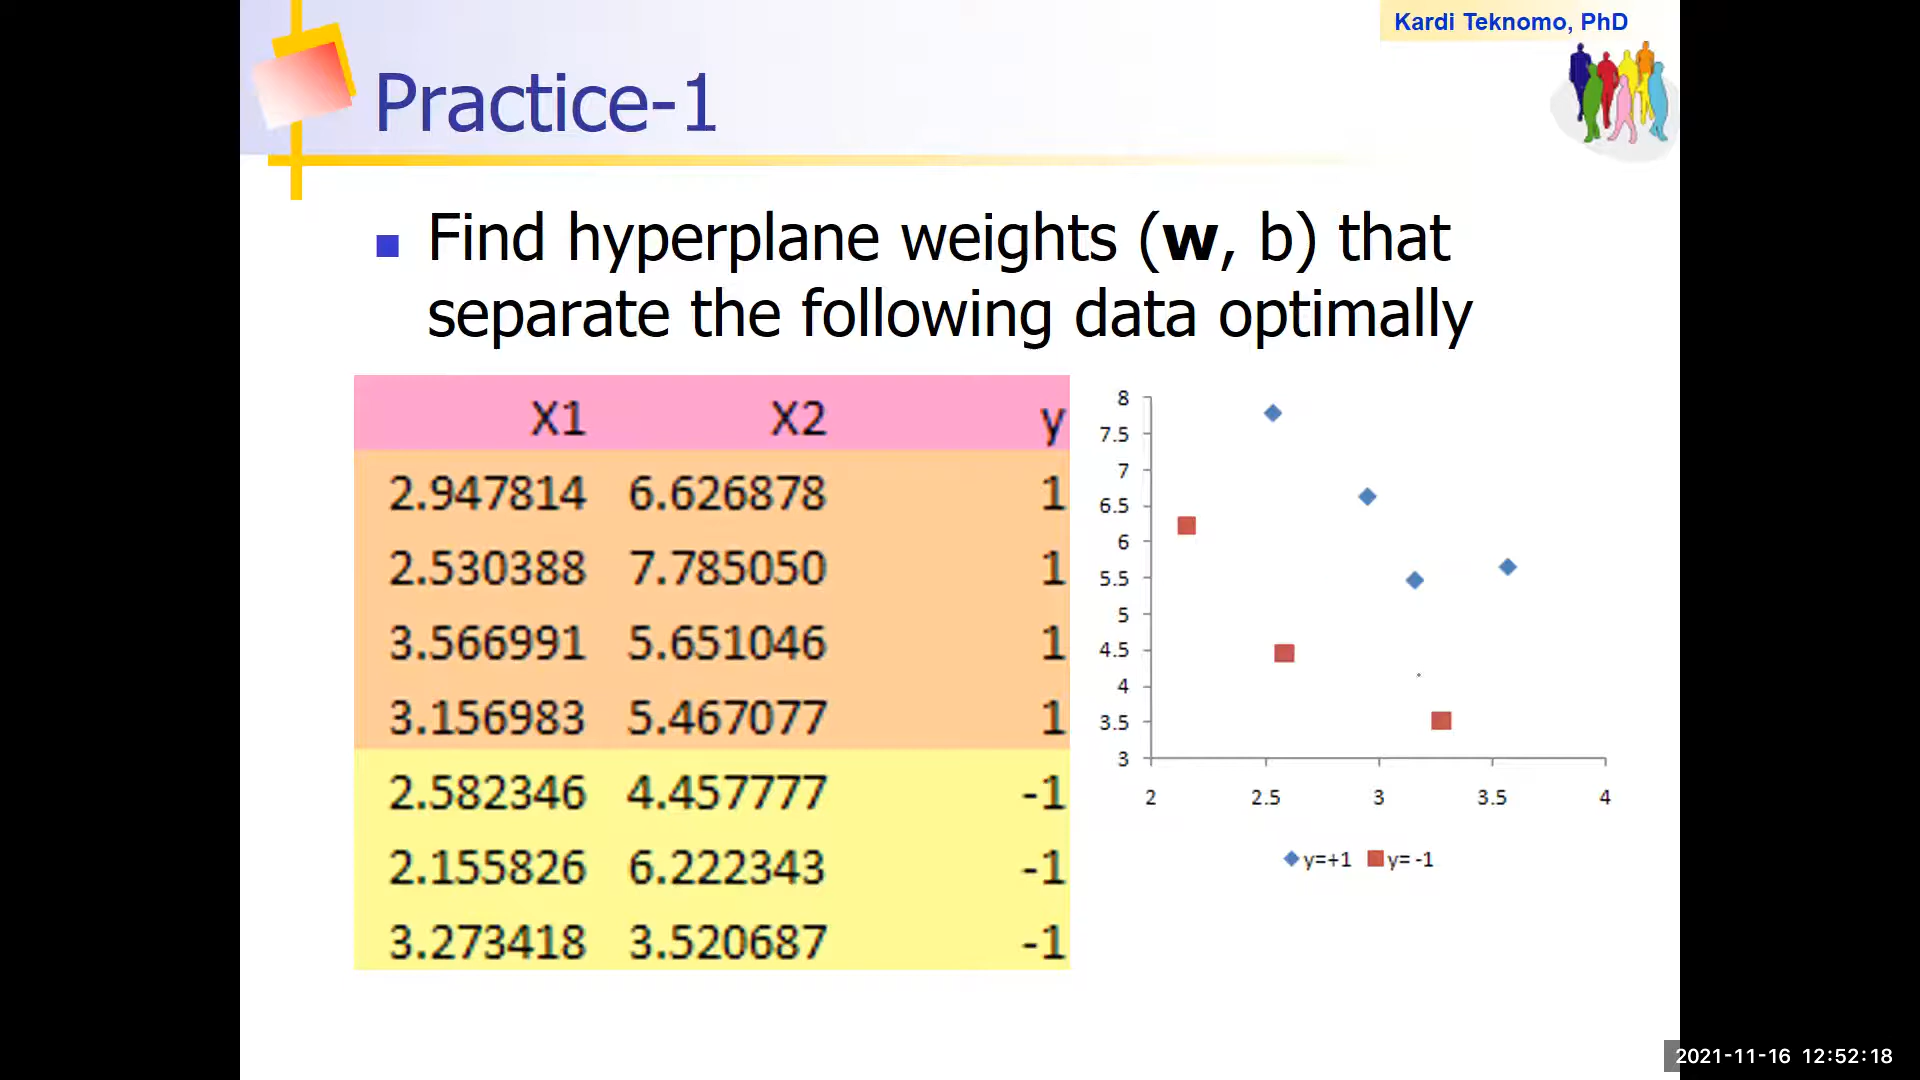 Kardi Teknomo, PhD
Practice-1
Find hyperplane weights (w, b) that
separate the following data optimally
X1 X2 y
2.947814 6.626878 1
2.530388 7.785050 1
3.566991 5.651046 1
3.156983 5.467077 1
2.582346 4.457777 -1
2.155826 6.222343 -1
3.273418 3.520687 -1
8
7.5
7
6.5
6
5.5
5
4.5
4
3.5
3
2 2.5 3 3.5 4
y=+1 y= -1
2021-11-16 12:52:18